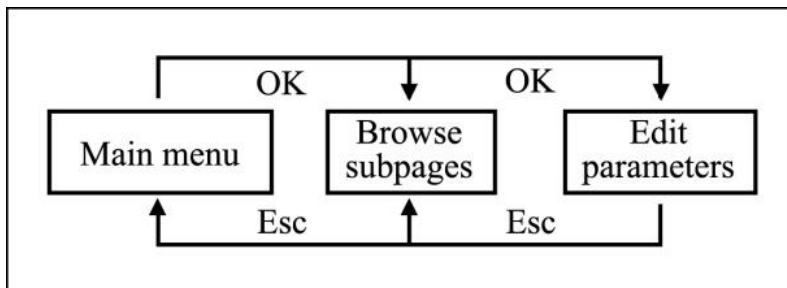 OK
OK
Main menu
Browse
subpages
Edit
parameters
Esc
Esc